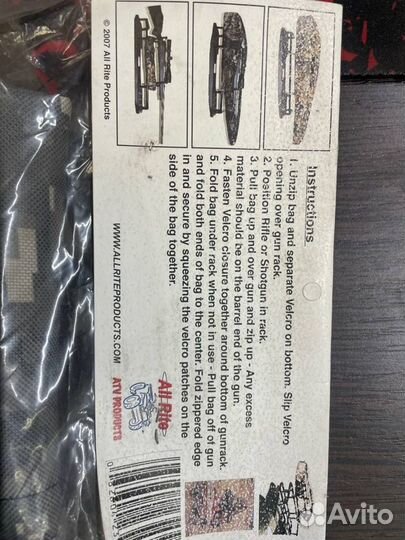 © 2007 All Rite Products
Instructions
1. Unzip bag and separate Velcro on bottom. Slip Velcro
opening over gun rack.
2. Position Rifle or Shotgun in rack.
3. Pull bag up and over gun and zip up - Any excess
material should be on the barrel end of the gun.
4. Fasten Velcro closure together around bottom of gunrack.
5. Fold bag under rack when not in use - Pull bag off of gun
and fold both ends of bag to the center. Fold zippered edge
in and secure by squeezing the velcro patches on the
side of the bag together.
WWW.ALLRITEPRODUCTS.COM
All Rite
ATV PRODUCTS
Avito